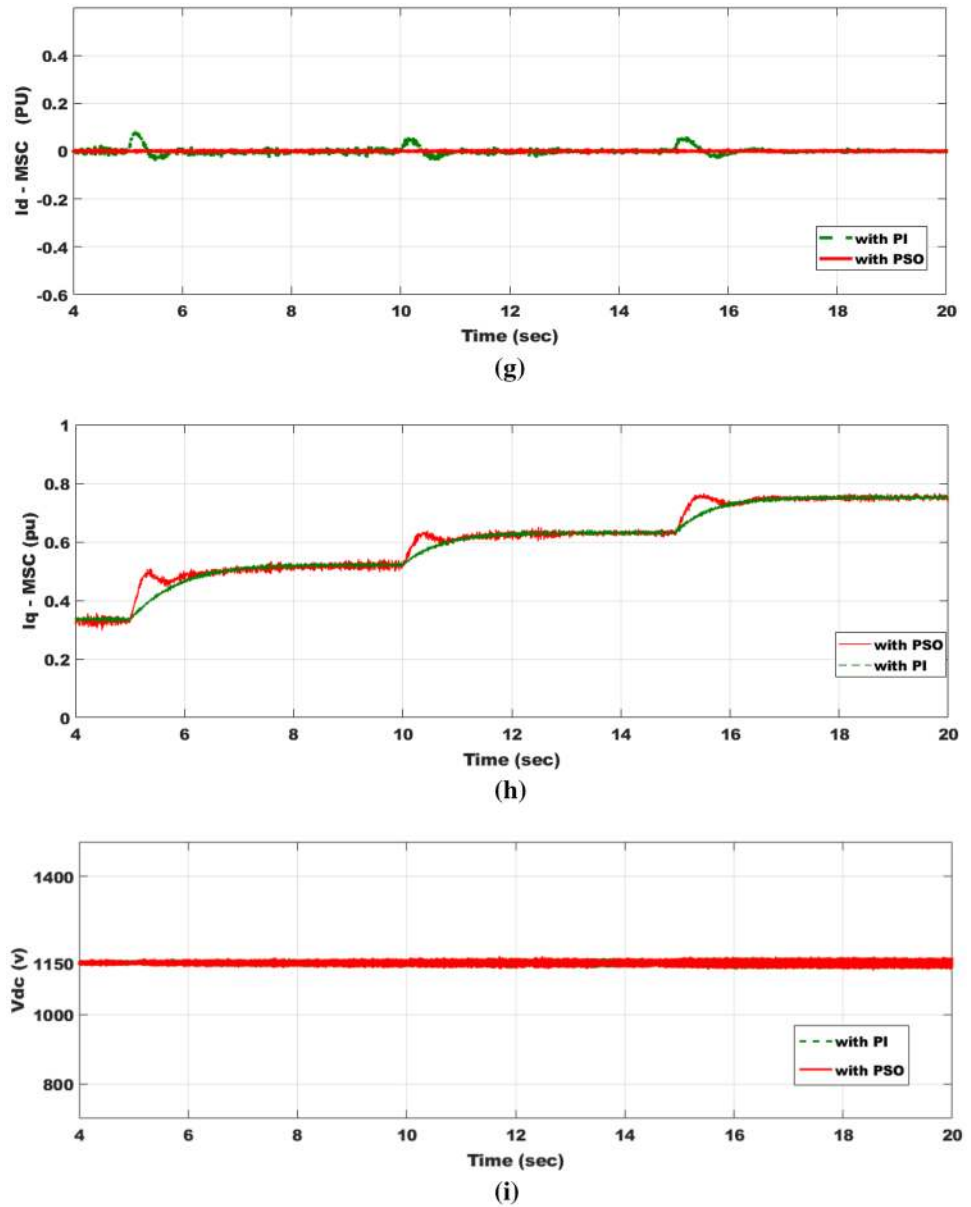 0.4
0.2
0
-0.2
-0.4
-0.6
Id - MSC (PU)
with PI
with PSO
4 6 8 10 12 14 16 18 20
Time (sec)
(g)
1
0.8
0.6
0.4
0.2
0
Iq - MSC (pu)
with PSO
with PI
4 6 8 10 12 14 16 18 20
Time (sec)
(h)
1400
1150
1000
800
Vdc (v)
with PI
with PSO
4 6 8 10 12 14 16 18 20
Time (sec)
(i)